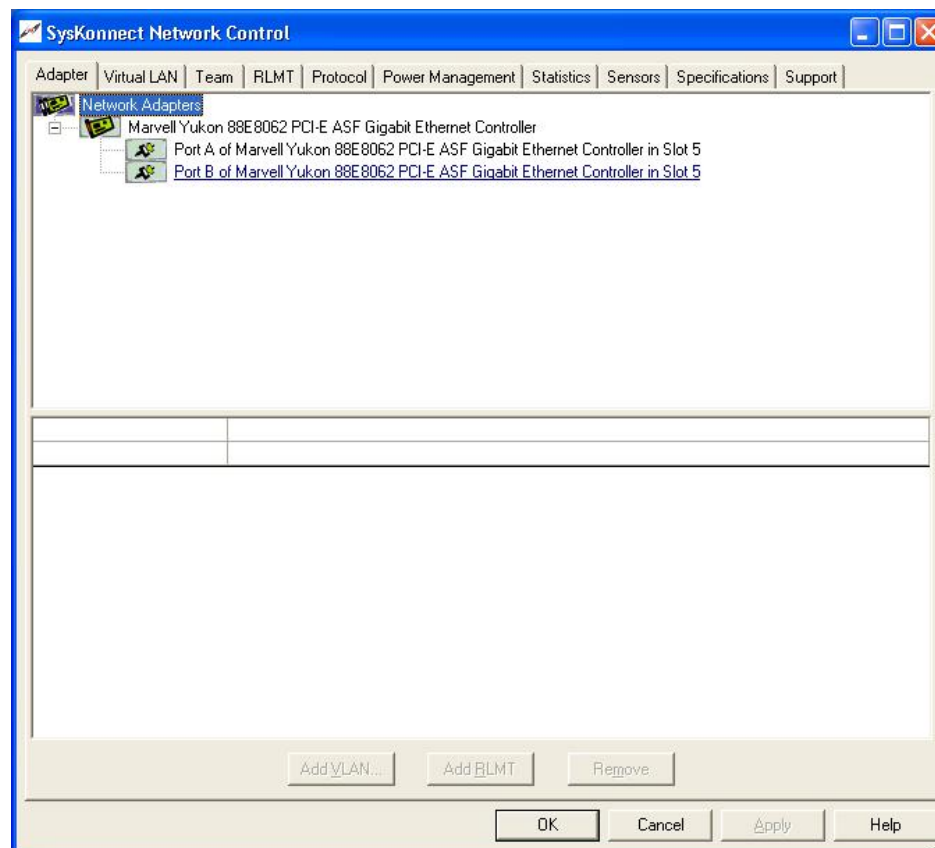 SysKonnect Network Control
Adapter Virtual LAN Team RLMT Protocol Power Management Statistics Sensors Specifications Support
Network Adapters
Marvell Yukon 88E8062 PCI-E ASF Gigabit Ethernet Controller
Port A of Marvell Yukon 88E8062 PCI-E ASF Gigabit Ethernet Controller in Slot 5
Port B of Marvell Yukon 88E8062 PCI-E ASF Gigabit Ethernet Controller in Slot 5
Add VLAN... Add RLMT Remove
OK Cancel Apply Help